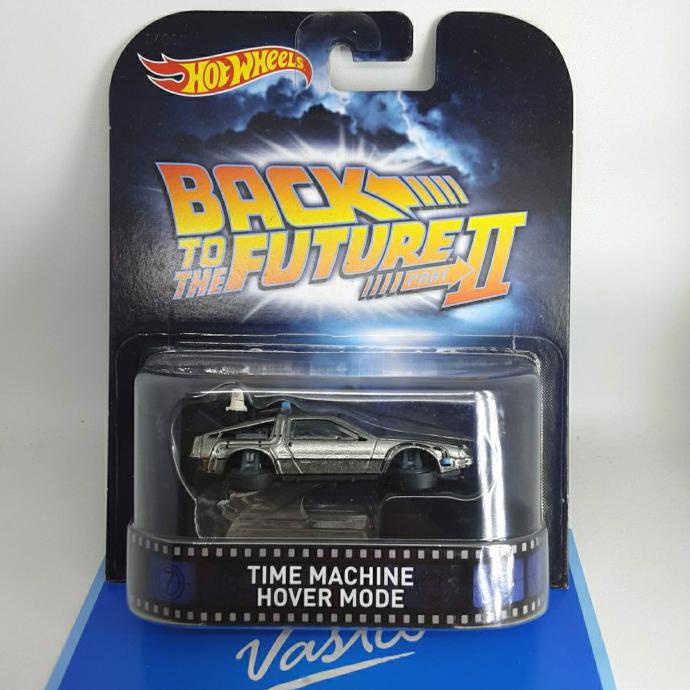 HOT WHEELS
BACK
TO THE FUTURE
PART II
TIME MACHINE
HOVER MODE